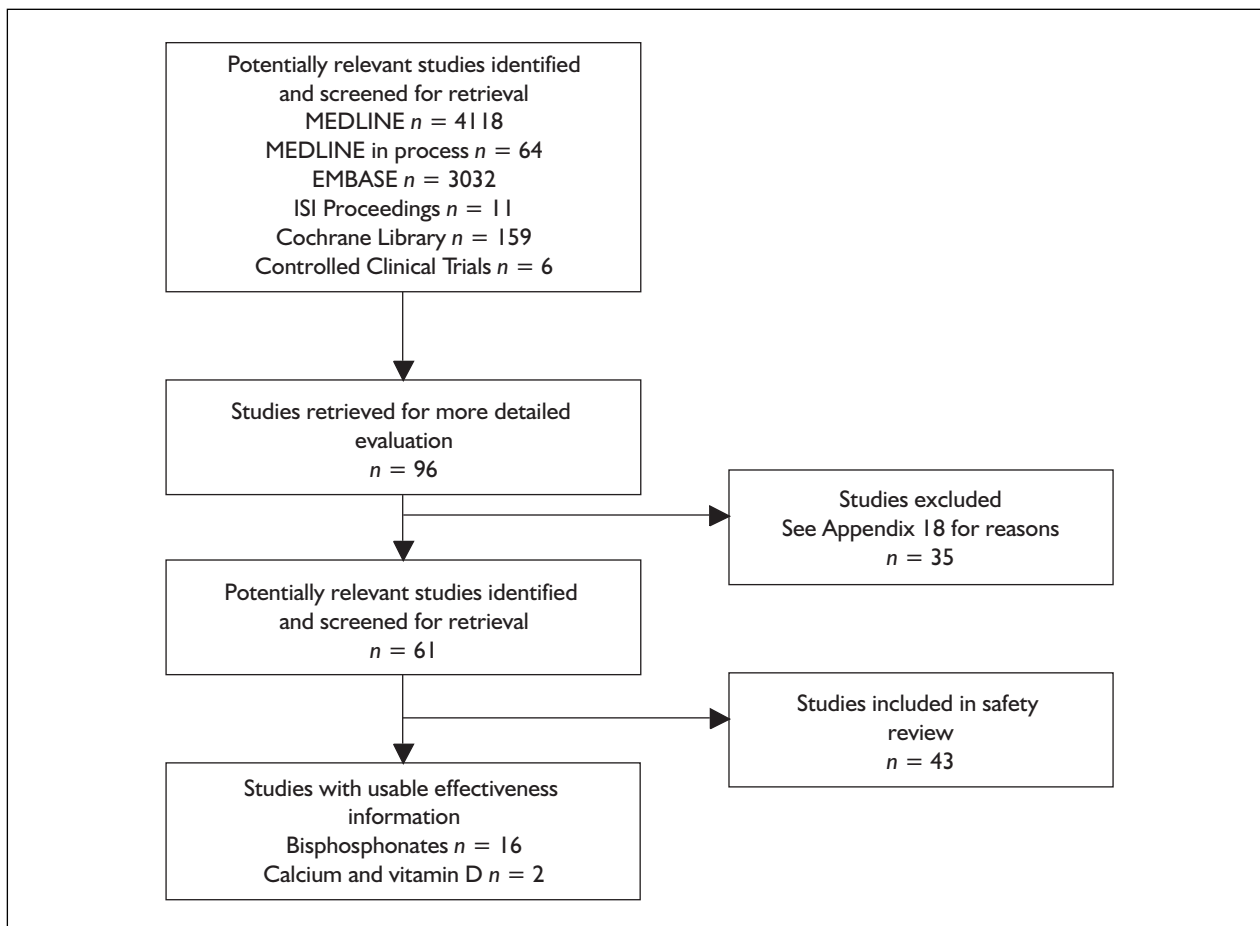 Potentially relevant studies identified
and screened for retrieval
MEDLINE n = 4118
MEDLINE in process n = 64
EMBASE n = 3032
ISI Proceedings n = 11
Cochrane Library n = 159
Controlled Clinical Trials n = 6
Studies retrieved for more detailed
evaluation
n = 96
Studies excluded
See Appendix 18 for reasons
n = 35
Potentially relevant studies identified
and screened for retrieval
n = 61
Studies included in safety
review
n = 43
Studies with usable effectiveness
information
Bisphosphonates n = 16
Calcium and vitamin D n = 2